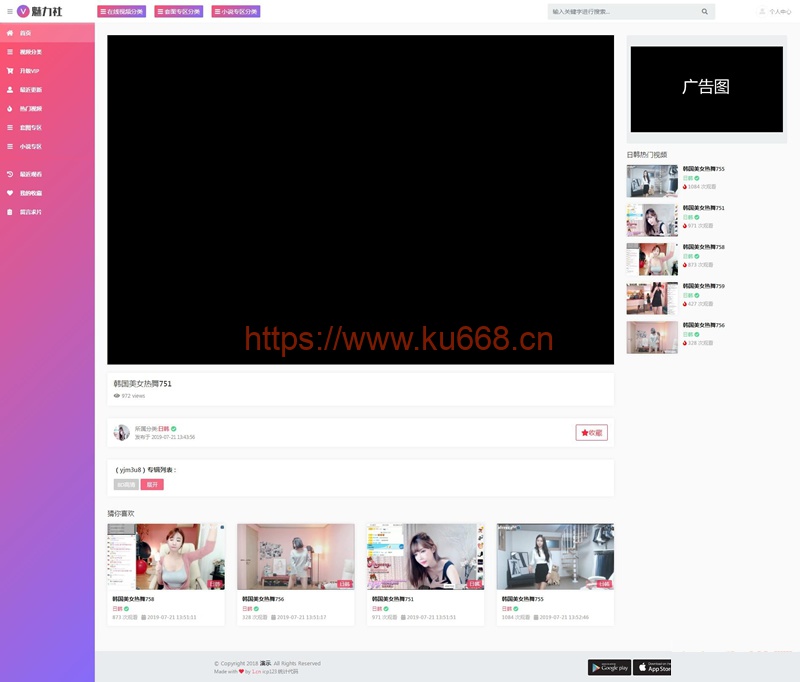 魅力社
在线视频分类
套图专区分类
小说专区分类
输入关键字进行搜索...
个人中心
首页
视频分类
升级VIP
最近更新
热门视频
套图专区
小说专区
最近观看
我的收藏
留言求片
广告图
https://www.ku668.cn
日韩热门视频
韩国美女热舞755
日韩
1084 次观看
韩国美女热舞751
日韩
971 次观看
韩国美女热舞758
日韩
873 次观看
韩国美女热舞759
日韩
427 次观看
韩国美女热舞756
日韩
328 次观看
韩国美女热舞751
972 views
所属分类:日韩
发布于 2019-07-21 13:43:56
收藏
（yjm3u8）专辑列表：
展开
猜你喜欢
日韩
日韩
日韩
日韩
韩国美女热舞758
日韩
873 次观看 2019-07-21 13:51:11
韩国美女热舞756
日韩
328 次观看 2019-07-21 13:51:17
韩国美女热舞751
日韩
971 次观看 2019-07-21 13:51:51
韩国美女热舞755
日韩
1084 次观看 2019-07-21 13:52:46
© Copyright 2018 演示. All Rights Reserved
Made with by
统计代码
Google play
App Store